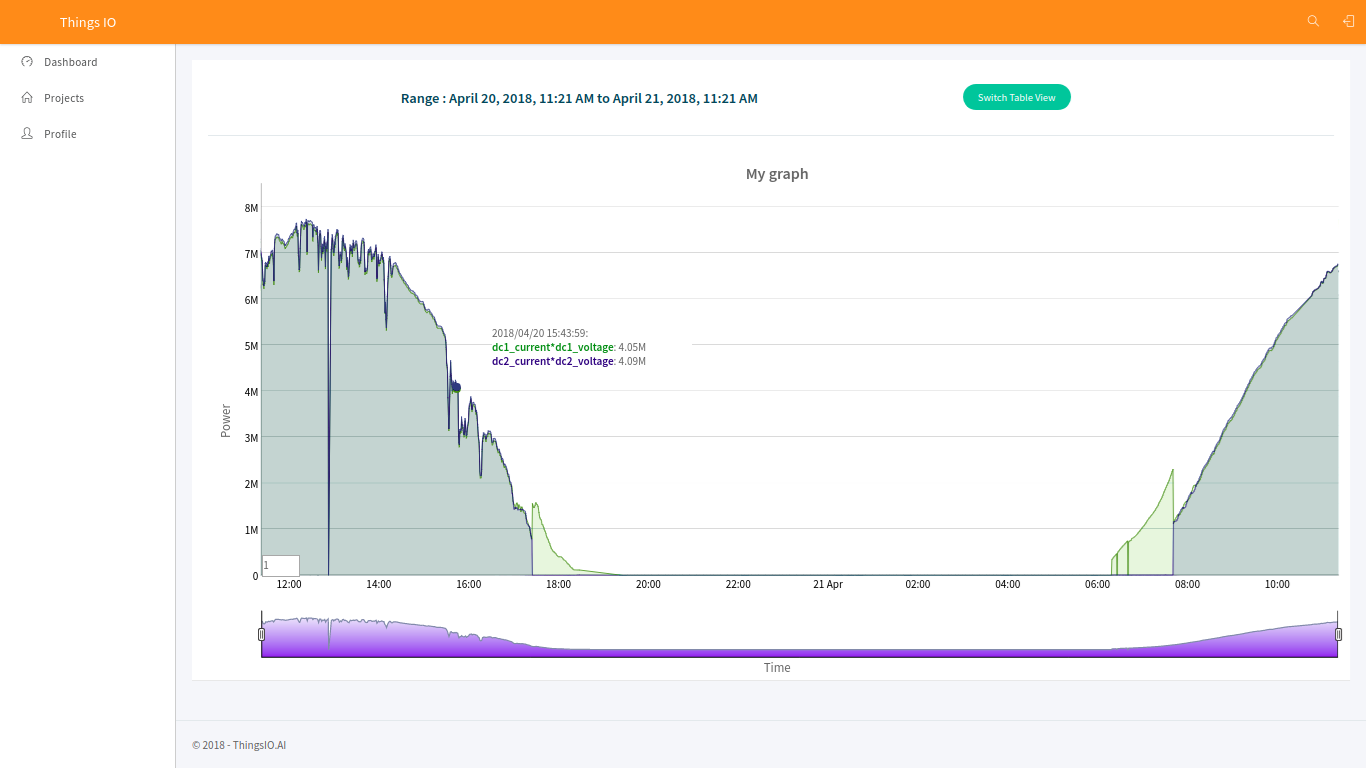 Things IO
Dashboard
Projects
Profile
Range : April 20, 2018, 11:21 AM to April 21, 2018, 11:21 AM
Switch Table View
My graph
8M
7M
6M
5M
4M
3M
2M
1M
0
Power
2018/04/20 15:43:59:
dc1_current*dc1_voltage: 4.05M
dc2_current*dc2_voltage: 4.09M
1
12:00 14:00 16:00 18:00 20:00 22:00 21 Apr 02:00 04:00 06:00 08:00 10:00
Time
© 2018 - ThingsIO.AI